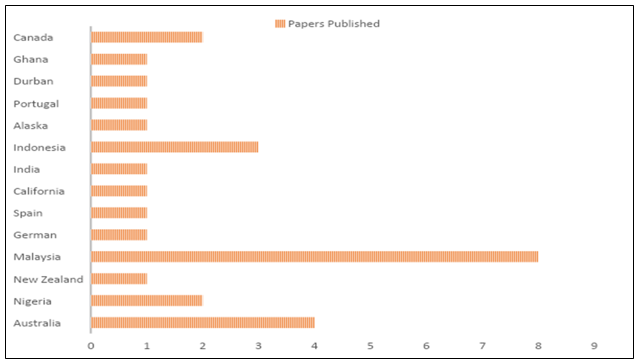 Papers Published
Canada
Ghana
Durban
Portugal
Alaska
Indonesia
India
California
Spain
German
Malaysia
New Zealand
Nigeria
Australia
0 1 2 3 4 5 6 7 8 9